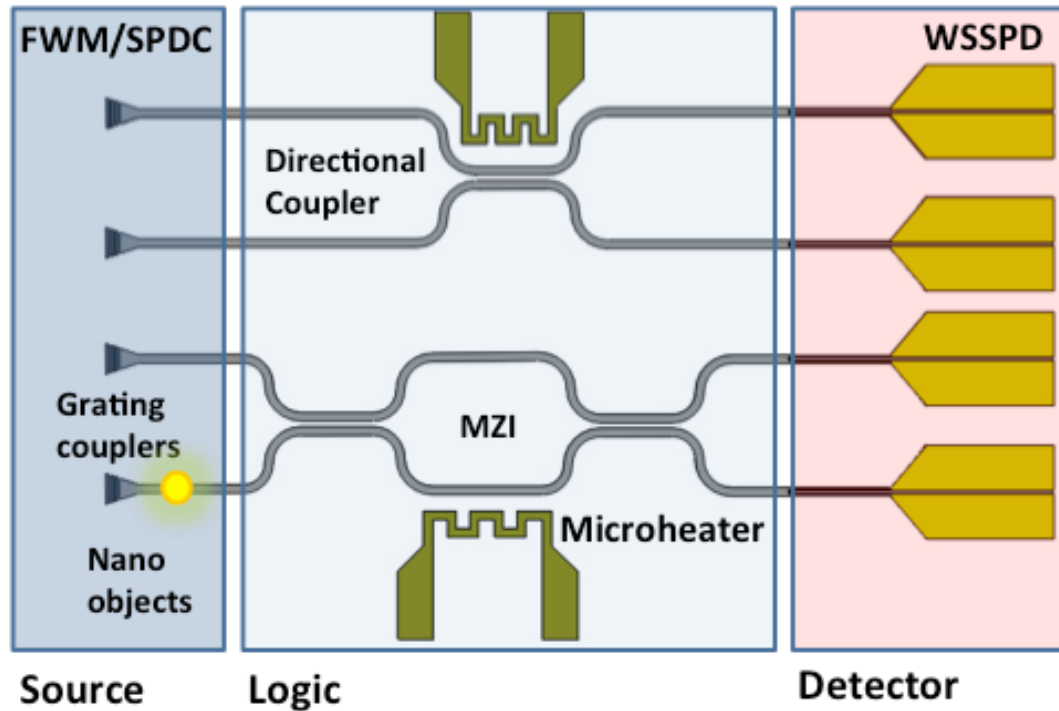 FWM/SPDC
WSSPD
Directional
Coupler
Grating
couplers
MZI
Microheater
Nano
objects
Source
Logic
Detector